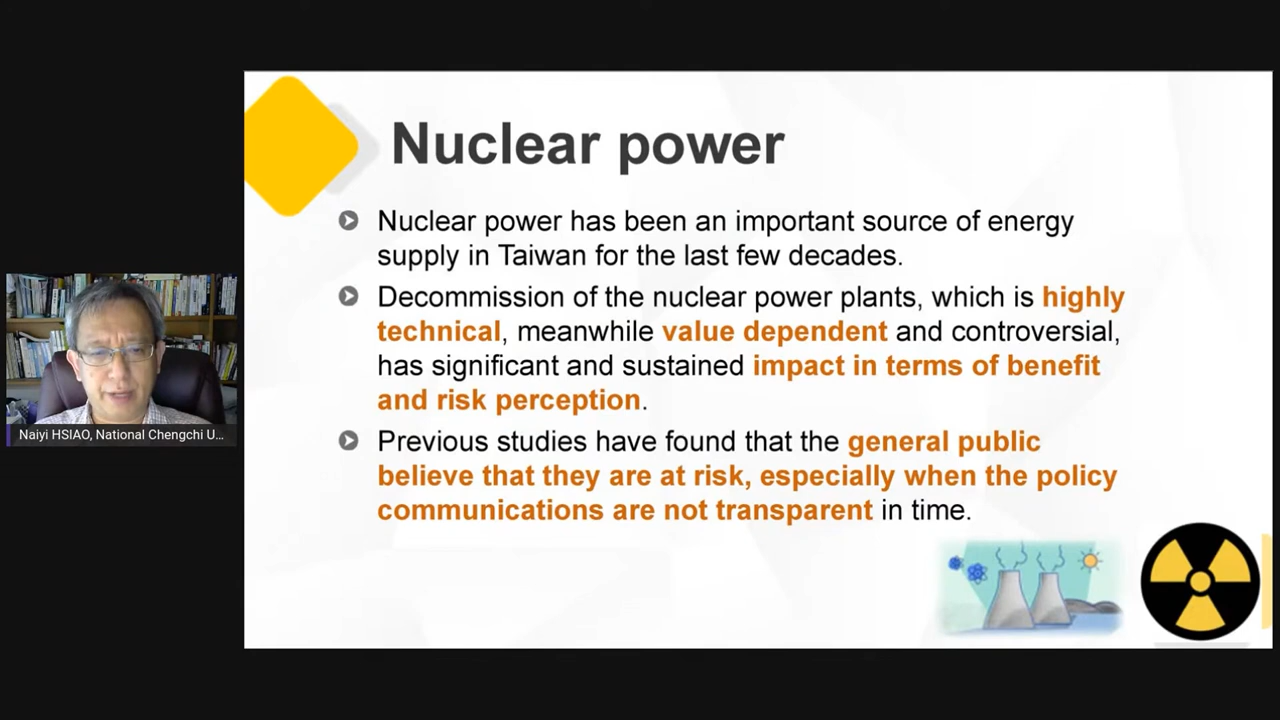 Nuclear power
Nuclear power has been an important source of energy
supply in Taiwan for the last few decades.
Decommission of the nuclear power plants, which is highly
technical, meanwhile value dependent and controversial,
has significant and sustained impact in terms of benefit
and risk perception.
Previous studies have found that the general public
believe that they are at risk, especially when the policy
communications are not transparent in time.
Naiyi HSIAO, National Chengchi U...